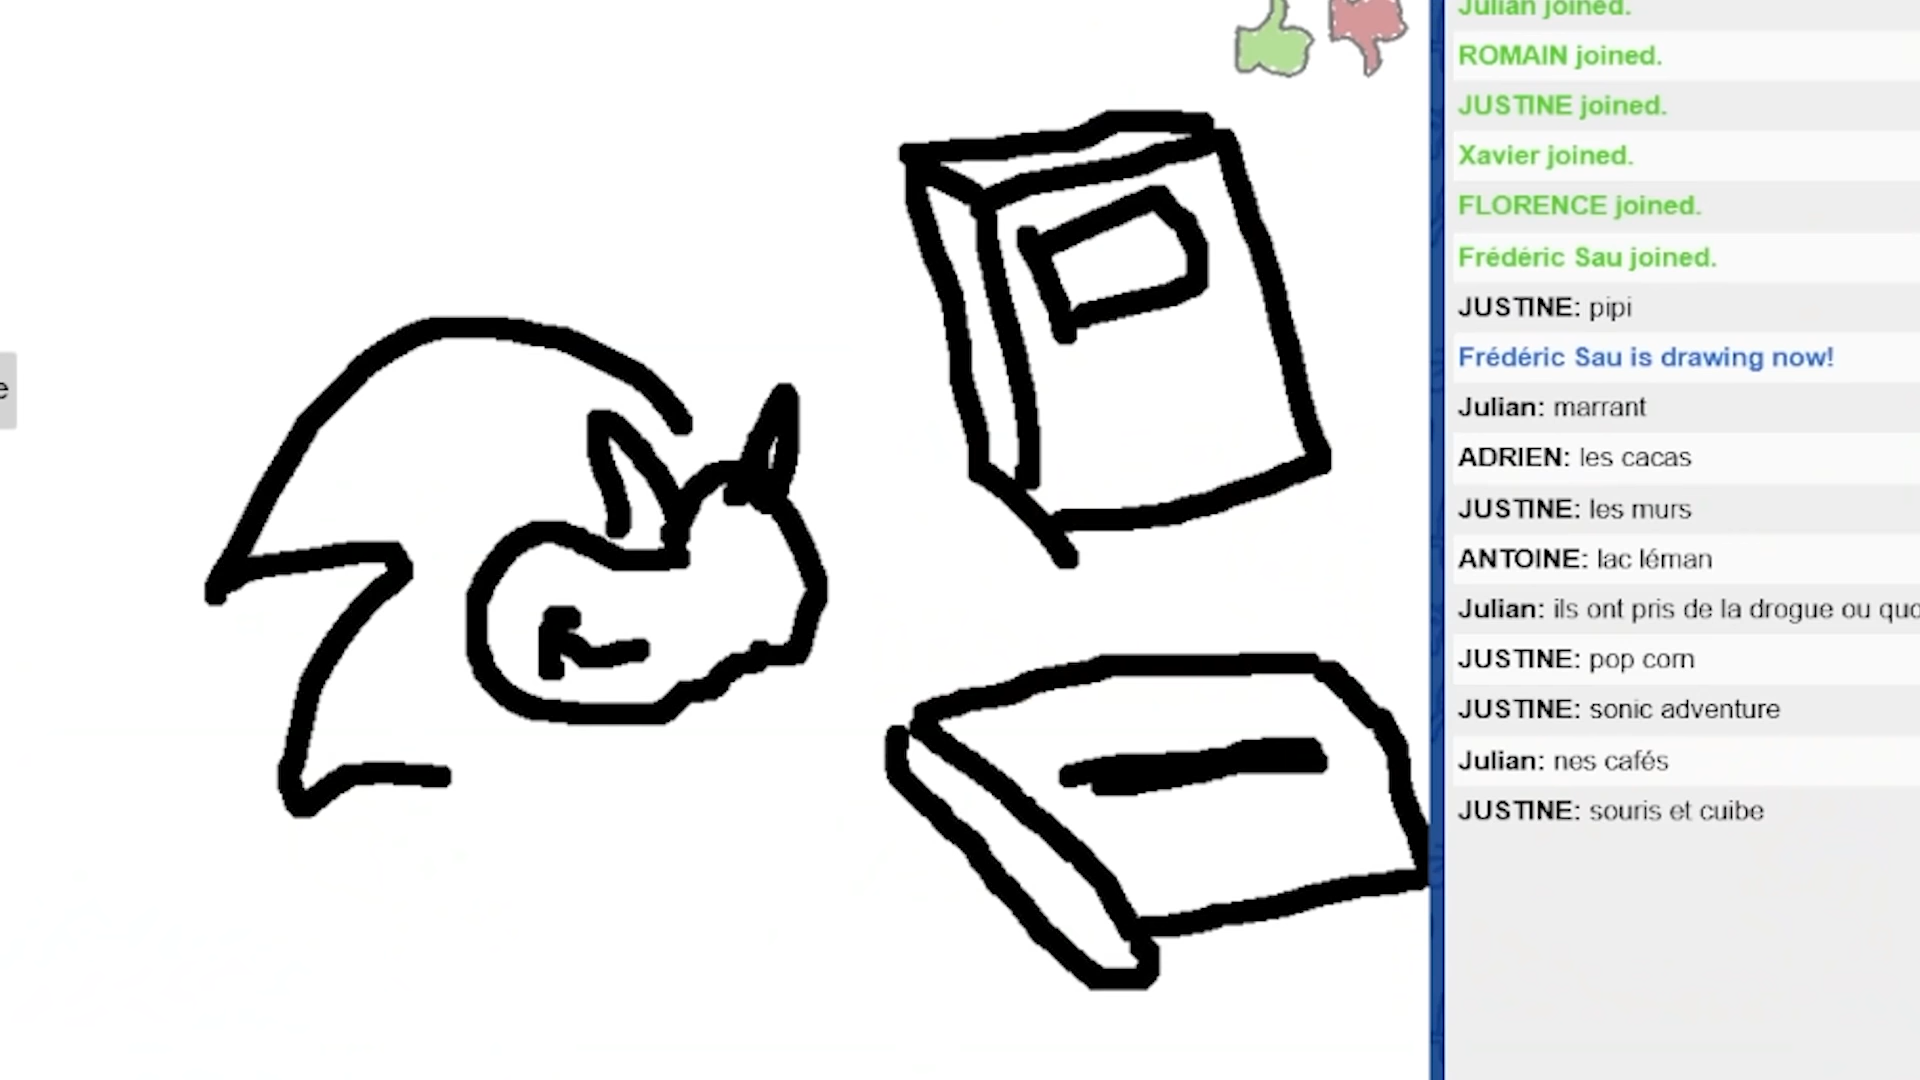 e
Julian joined.
ROMAIN joined.
JUSTINE joined.
Xavier joined.
FLORENCE joined.
Frédéric Sau joined.
JUSTINE: pipi
Frédéric Sau is drawing now!
Julian: marrant
ADRIEN: les cacas
JUSTINE: les murs
ANTOINE: lac léman
Julian: ils ont pris de la drogue ou quo
JUSTINE: pop corn
JUSTINE: sonic adventure
Julian: nes cafés
JUSTINE: souris et cuibe